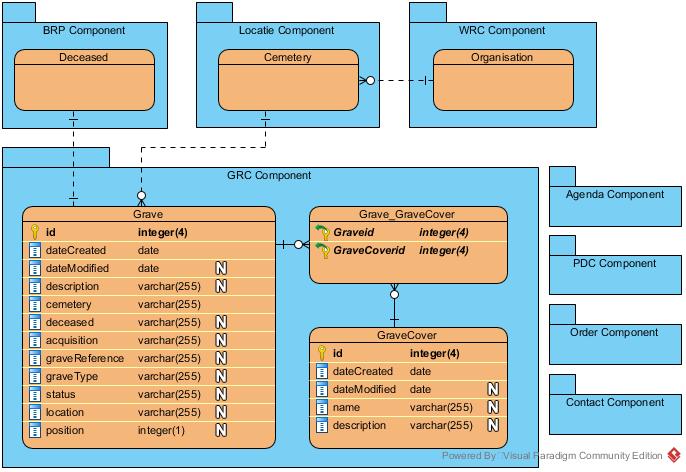 BRP Component
Deceased
Locatie Component
Cemetery
WRC Component
Organisation
GRC Component
Grave
id integer(4)
dateCreated date
dateModified date N
description varchar(255) N
cemetery varchar(255)
deceased varchar(255) N
acquisition varchar(255) N
graveReference varchar(255) N
graveType varchar(255) N
status varchar(255) N
location varchar(255) N
position integer(1) N
Grave_GraveCover
Graveid integer(4)
GraveCoverid integer(4)
GraveCover
id integer(4)
dateCreated date
dateModified date N
name varchar(255) N
description varchar(255) N
Agenda Component
PDC Component
Order Component
Contact Component
Powered By Visual Paradigm Community Edition